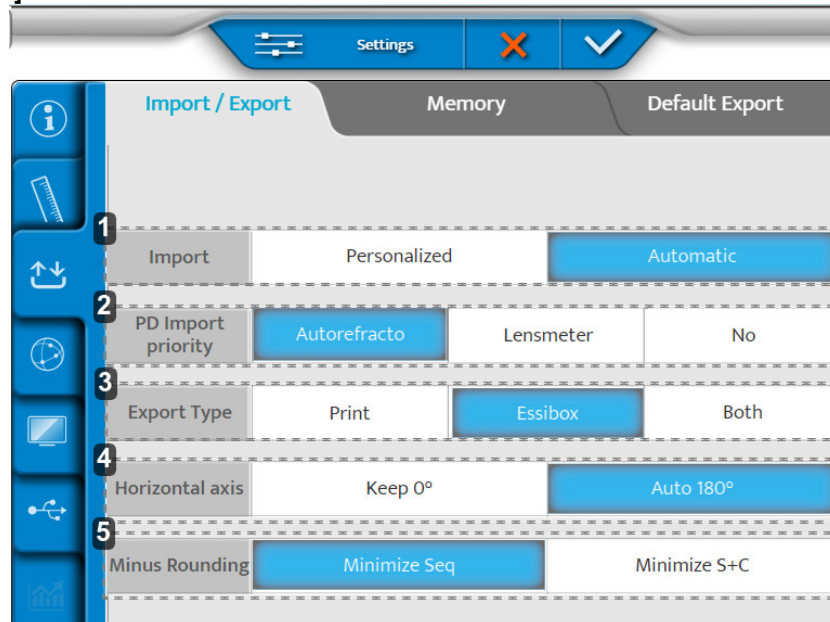 Settings
Import / Export Memory Default Export
1
Import Personalized Automatic
2
PD Import
priority Autorefracto Lensmeter No
3
Export Type Print Essibox Both
4
Horizontal axis Keep 0° Auto 180°
5
Minus Rounding Minimize Seq Minimize S+C